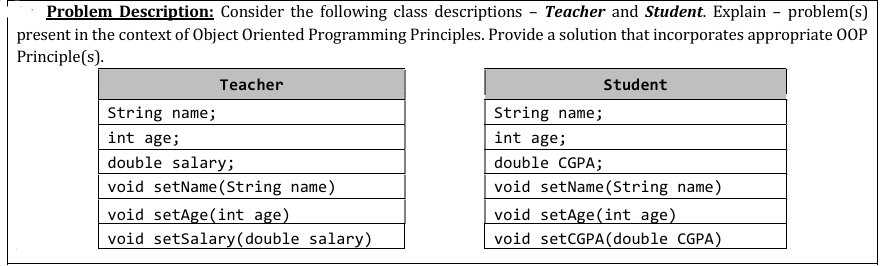 Problem Description: Consider the following class descriptions – Teacher and Student. Explain – problem(s)
present in the context of Object Oriented Programming Principles. Provide a solution that incorporates appropriate OOP
Principle(s).
Teacher
String name;
int age;
double salary;
void setName(String name)
void setAge(int age)
void setSalary(double salary)
Student
String name;
int age;
double CGPA;
void setName(String name)
void setAge(int age)
void setCGPA(double CGPA)